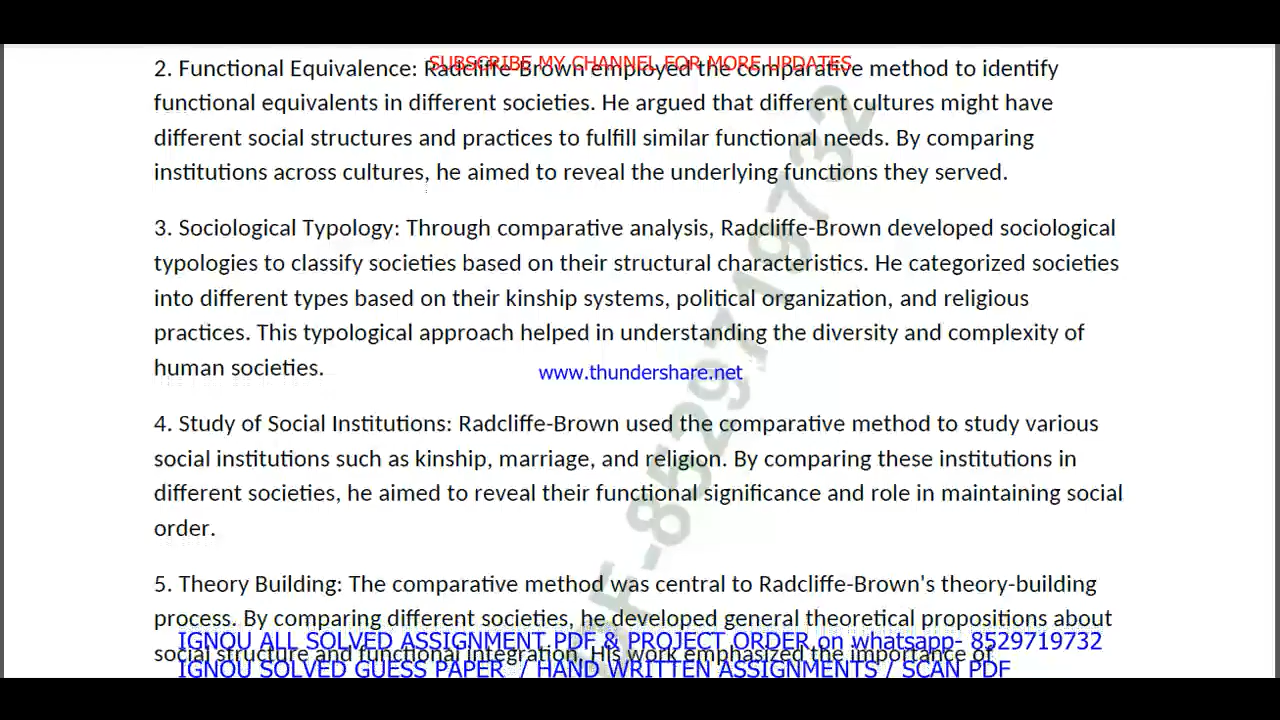 SUBSCRIBE MY CHANNEL FOR MORE UPDATES
2. Functional Equivalence: Radcliffe-Brown employed the comparative method to identify
functional equivalents in different societies. He argued that different cultures might have
different social structures and practices to fulfill similar functional needs. By comparing
institutions across cultures, he aimed to reveal the underlying functions they served.
3. Sociological Typology: Through comparative analysis, Radcliffe-Brown developed sociological
typologies to classify societies based on their structural characteristics. He categorized societies
into different types based on their kinship systems, political organization, and religious
practices. This typological approach helped in understanding the diversity and complexity of
human societies.
www.thundershare.net
4. Study of Social Institutions: Radcliffe-Brown used the comparative method to study various
social institutions such as kinship, marriage, and religion. By comparing these institutions in
different societies, he aimed to reveal their functional significance and role in maintaining social
order.
5. Theory Building: The comparative method was central to Radcliffe-Brown's theory-building
process. By comparing different societies, he developed general theoretical propositions about
IGNOU ALL SOLVED ASSIGNMENT PDF & PROJECT ORDER on whatsapp- 8529719732
social structure and functional integration. His work emphasized the importance of
IGNOU SOLVED GUESS PAPER / HAND WRITTEN ASSIGNMENTS / SCAN PDF
8529719732